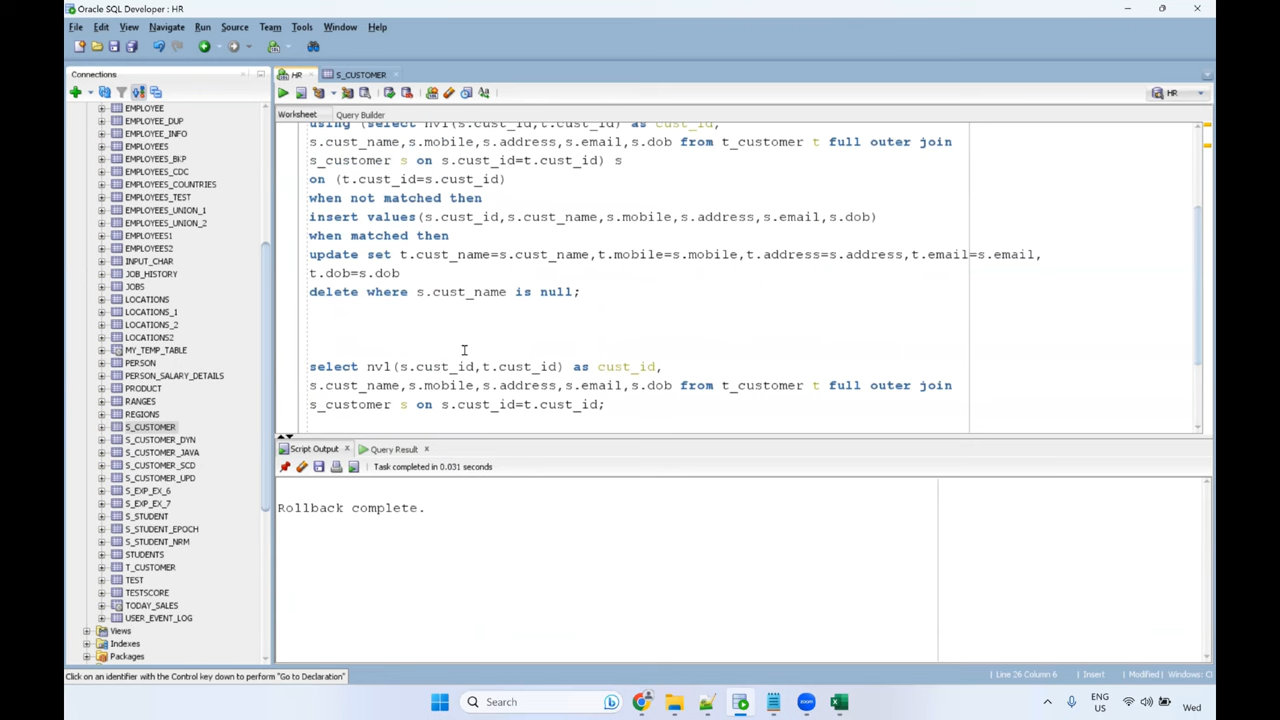 Oracle SQL Developer : HR
File Edit View Navigate Run Source Team Tools Window Help
Connections
HR
S_CUSTOMER
HR
Worksheet Query Builder
EMPLOYEE
EMPLOYEE_DUP
EMPLOYEE_INFO
EMPLOYEES
EMPLOYEES_BKP
EMPLOYEES_CDC
EMPLOYEES_COUNTRIES
EMPLOYEES_TEST
EMPLOYEES_UNION_1
EMPLOYEES_UNION_2
EMPLOYEES1
EMPLOYEES2
INPUT_CHAR
JOB_HISTORY
JOBS
LOCATIONS
LOCATIONS_1
LOCATIONS_2
LOCATIONS2
MY_TEMP_TABLE
PERSON
PERSON_SALARY_DETAILS
PRODUCT
RANGES
REGIONS
S_CUSTOMER
S_CUSTOMER_DYN
S_CUSTOMER_JAVA
S_CUSTOMER_SCD
S_CUSTOMER_UPD
S_EXP_EX_6
S_EXP_EX_7
S_STUDENT
S_STUDENT_EPOCH
S_STUDENT_NRM
STUDENTS
T_CUSTOMER
TEST
TESTSCORE
TODAY_SALES
USER_EVENT_LOG
Views
Indexes
Packages
using (select nvl(s.cust_id,t.cust_id) as cust_id,
s.cust_name,s.mobile,s.address,s.email,s.dob from t_customer t full outer join
s_customer s on s.cust_id=t.cust_id) s
on (t.cust_id=s.cust_id)
when not matched then
insert values(s.cust_id,s.cust_name,s.mobile,s.address,s.email,s.dob)
when matched then
update set t.cust_name=s.cust_name,t.mobile=s.mobile,t.address=s.address,t.email=s.email,
t.dob=s.dob
delete where s.cust_name is null;
select nvl(s.cust_id,t.cust_id) as cust_id,
s.cust_name,s.mobile,s.address,s.email,s.dob from t_customer t full outer join
s_customer s on s.cust_id=t.cust_id;
Script Output Query Result
Task completed in 0.031 seconds
Rollback complete.
Click on an identifier with the Control key down to perform "Go to Declaration"
Line 26 Column 6 Insert Modified Windows: C
Search
ENG
US
Wed